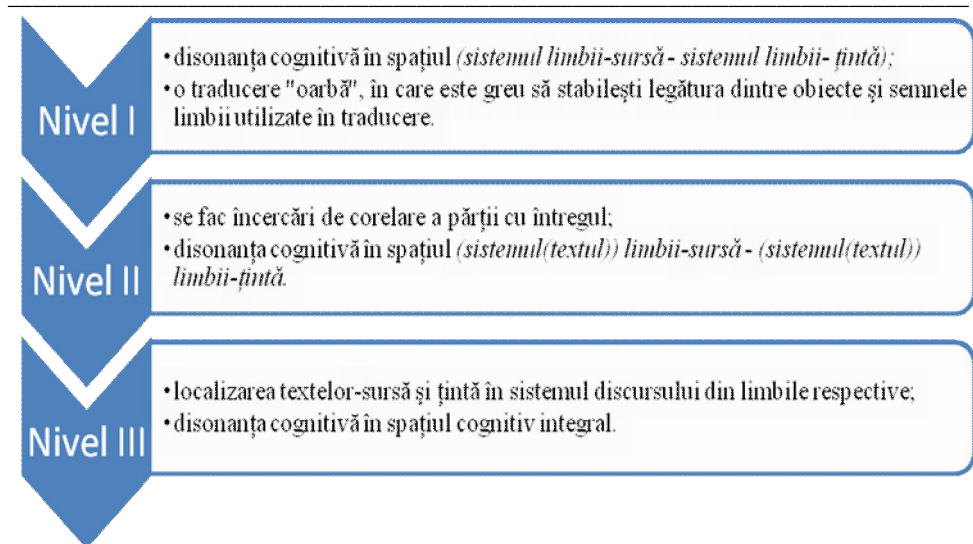 Nivel I
• disonanța cognitivă în spațiul (sistemul limbii-sursă - sistemul limbii- țintă);
• o traducere "oarbă", în care este greu să stabilești legătura dintre obiecte și semnele
limbii utilizate în traducere.
Nivel II
• se fac încercări de corelare a părții cu întregul;
• disonanța cognitivă în spațiul (sistemul(textul)) limbii-sursă - (sistemul(textul))
limbii-țintă.
Nivel III
• localizarea textelor-sursă și țintă în sistemul discursului din limbile respective;
• disonanța cognitivă în spațiul cognitiv integral.